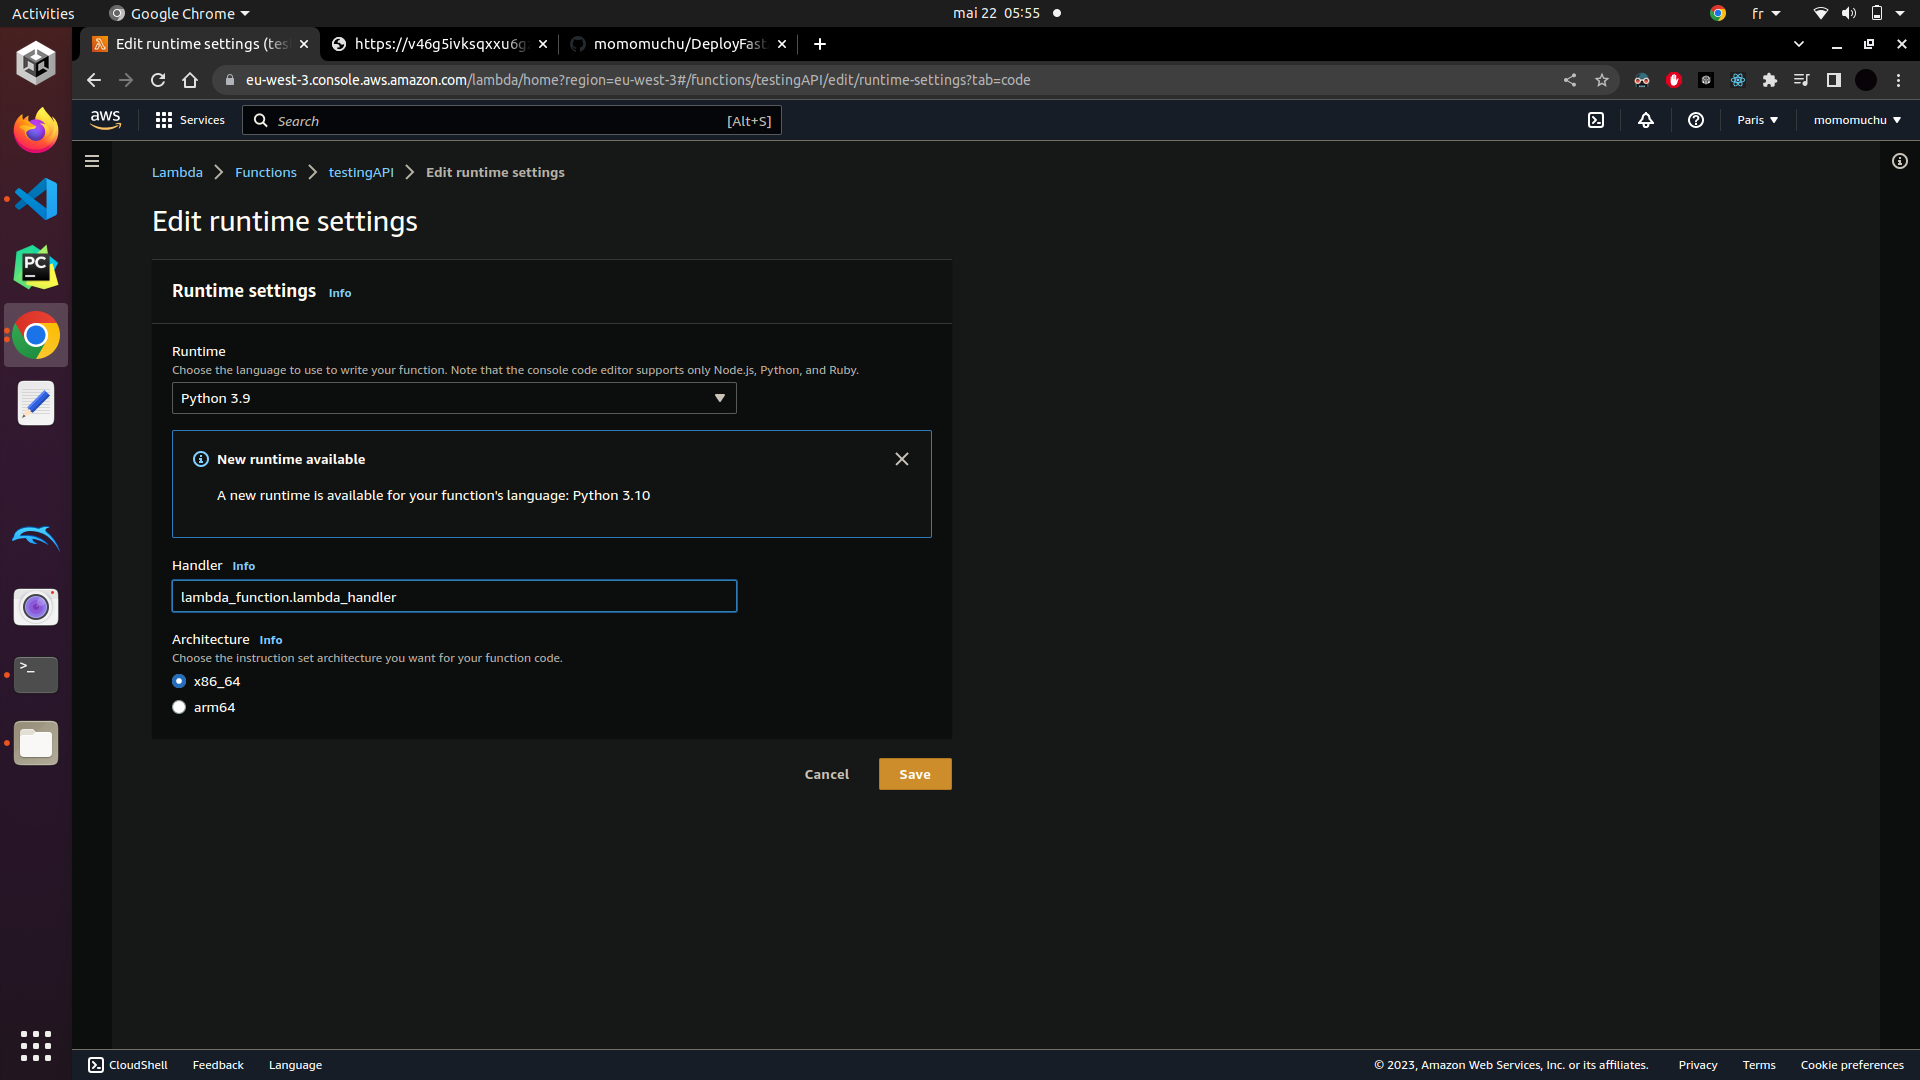 Activities
Google Chrome
mai 22 05:55
fr
Edit runtime settings (tes
https://v46g5ivksqxxu6g
momomuchu/DeployFast
eu-west-3.console.aws.amazon.com/lambda/home?region=eu-west-3#/functions/testingAPI/edit/runtime-settings?tab=code
aws
Services
Search
[Alt+S]
Paris
momomuchu
Lambda
Functions
testingAPI
Edit runtime settings
Edit runtime settings
Runtime settings Info
Runtime
Choose the language to use to write your function. Note that the console code editor supports only Node.js, Python, and Ruby.
Python 3.9
New runtime available
A new runtime is available for your function's language: Python 3.10
Handler Info
lambda_function.lambda_handler
Architecture Info
Choose the instruction set architecture you want for your function code.
x86_64
arm64
Cancel
Save
PC
>_
CloudShell
Feedback
Language
© 2023, Amazon Web Services, Inc. or its affiliates.
Privacy
Terms
Cookie preferences